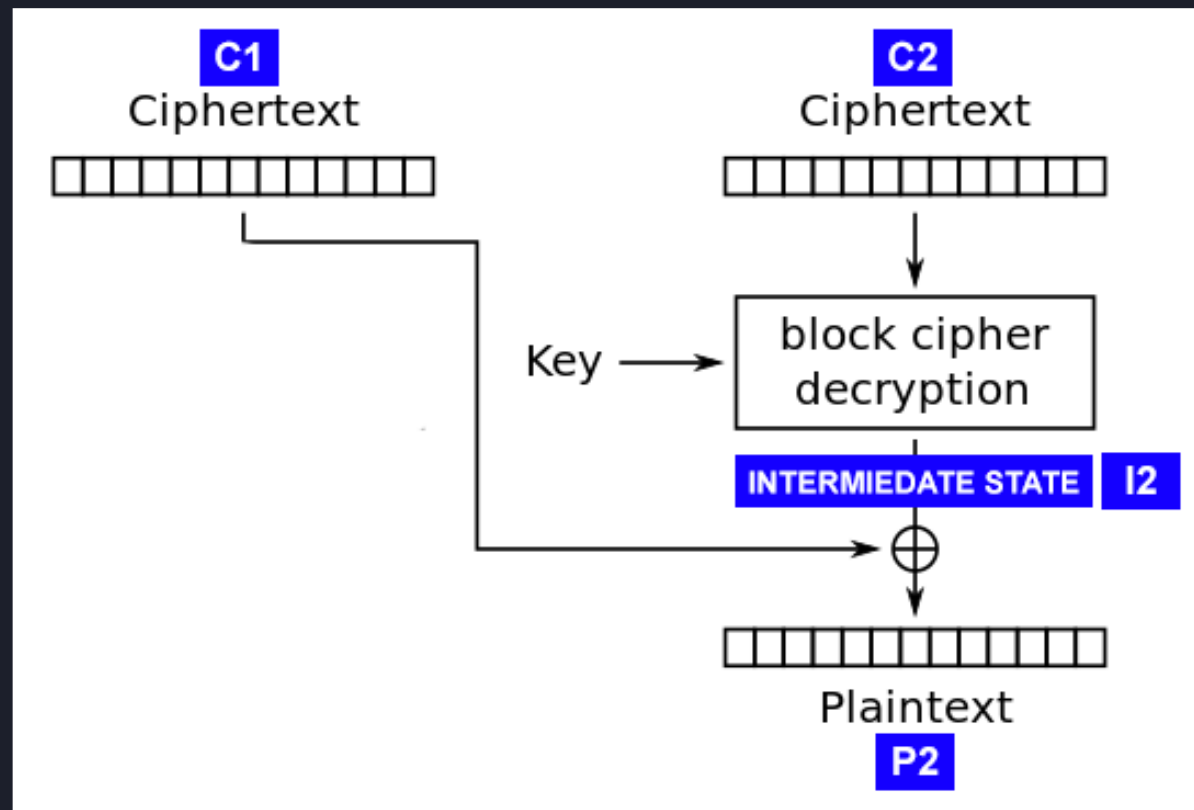 C1
Ciphertext
C2
Ciphertext
Key
block cipher
decryption
INTERMIEDATE STATE
I2
Plaintext
P2